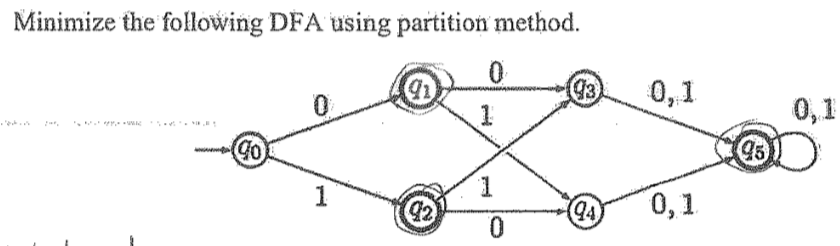 Minimize the following DFA using partition method.
0
q1
0
q3
0, 1
0, 1
1
q0
q5
1
q2
1
0
q4
0, 1